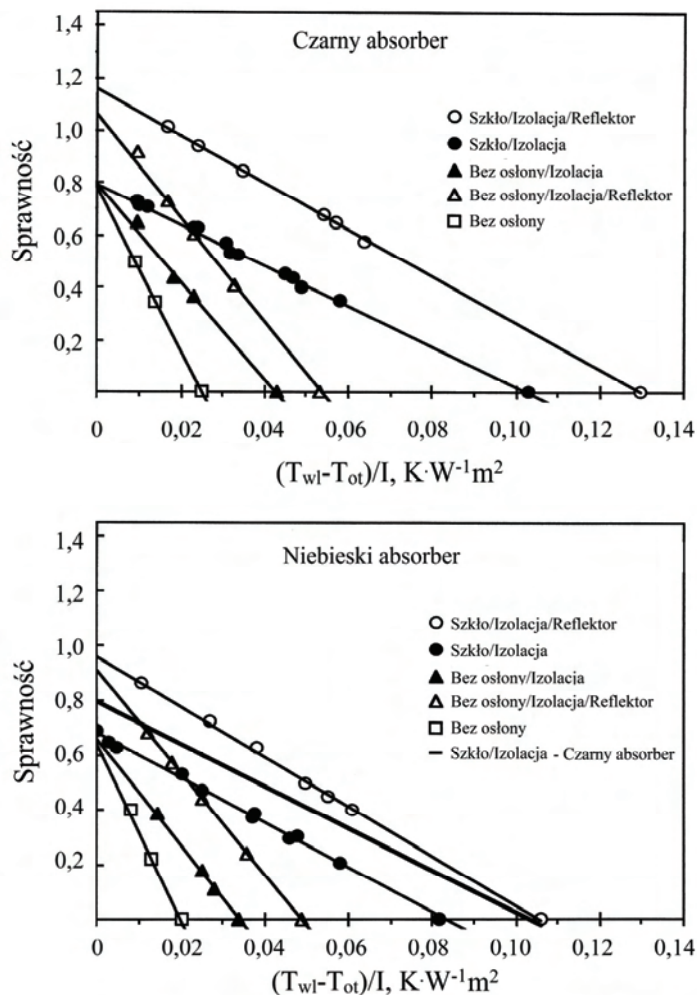 1,4
Czarny absorber
1,2
Szkło/Izolacja/Reflektor
1,0
Szkło/Izolacja
Bez osłony/Izolacja
0,8
Bez osłony/Izolacja/Reflektor
Bez osłony
0,6
0,4
0,2
Sprawność
0 0,02 0,04 0,06 0,08 0,10 0,12 0,14
(Twl-Tot)/I, K·W-1m2
1,4
Niebieski absorber
1,2
Szkło/Izolacja/Reflektor
1,0
Szkło/Izolacja
Bez osłony/Izolacja
0,8
Bez osłony/Izolacja/Reflektor
Bez osłony
0,6
Szkło/Izolacja - Czarny absorber
0,4
0,2
Sprawność
0 0,02 0,04 0,06 0,08 0,10 0,12 0,14
(Twl-Tot)/I, K·W-1m2